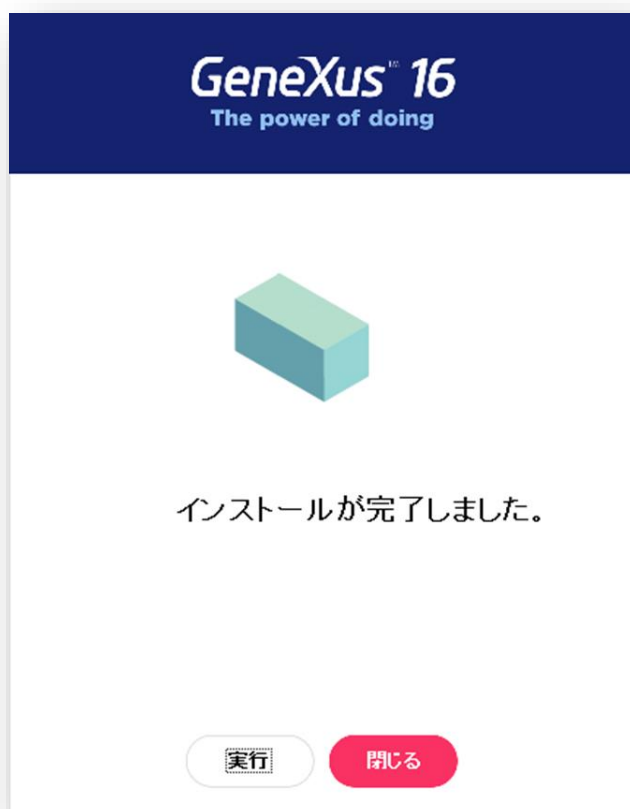 GeneXus™ 16
The power of doing
インストールが完了しました。
実行
閉じる